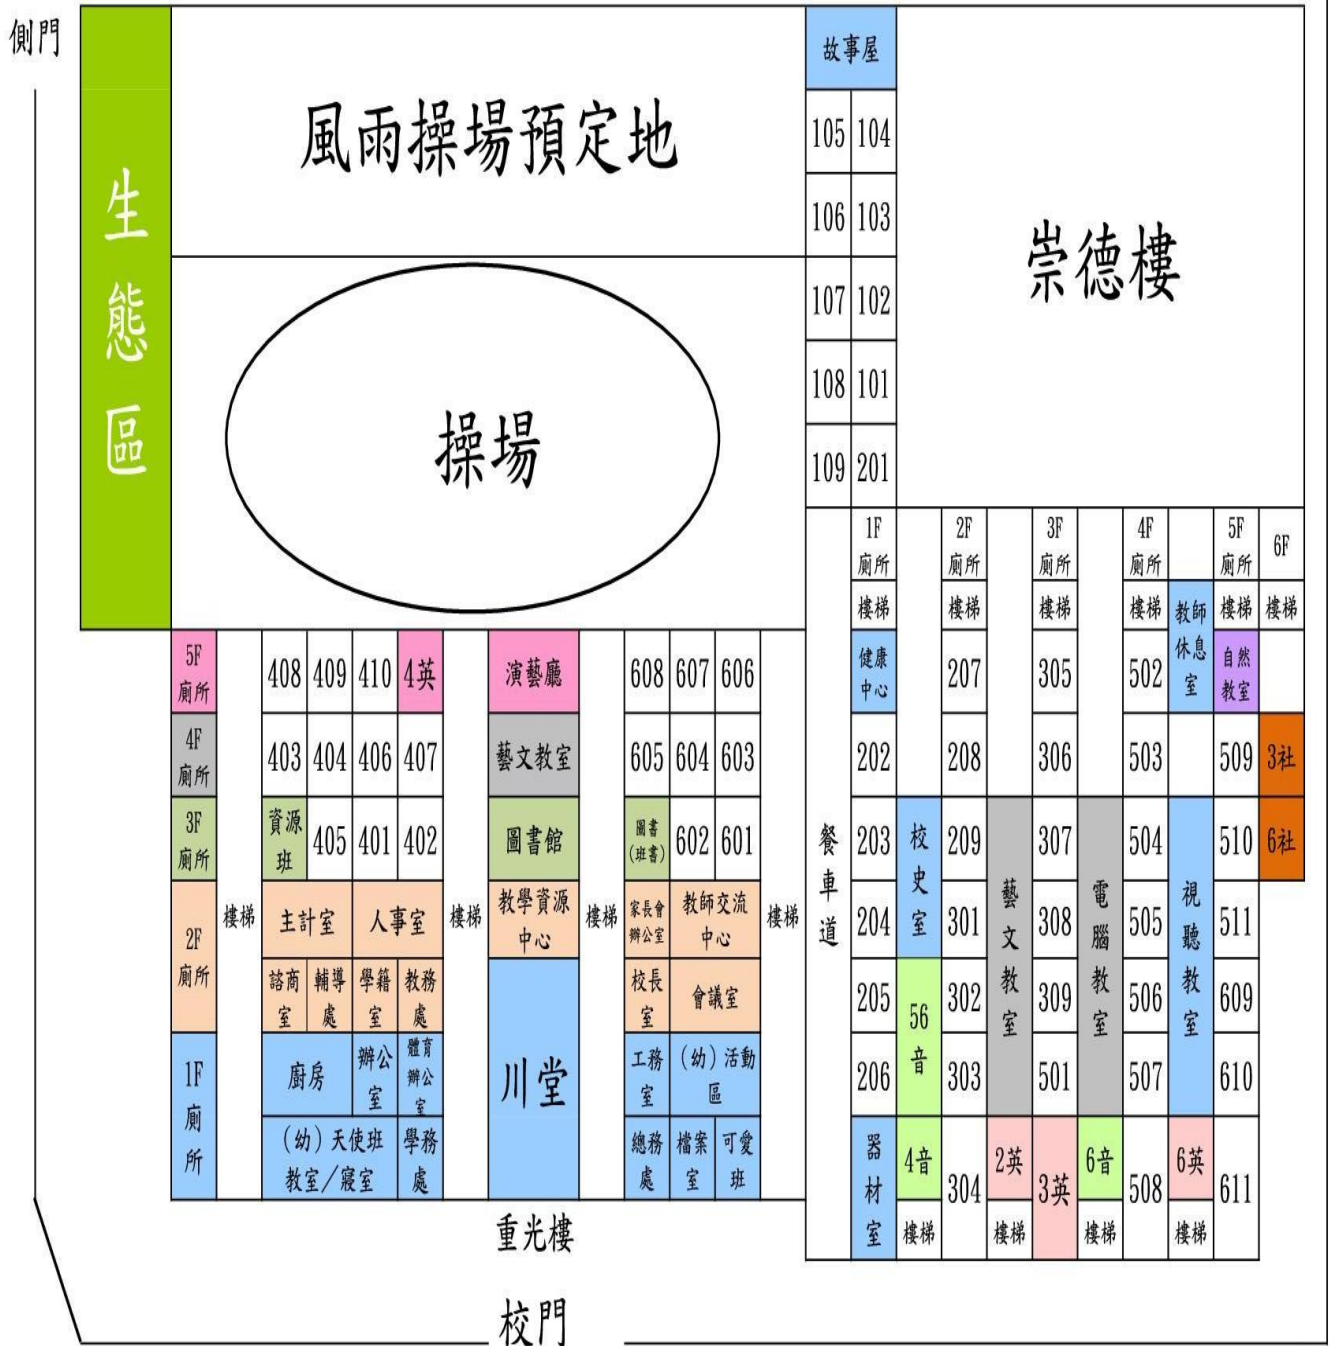 側門
生態區
風雨操場預定地
操場
故事屋
105 104
106 103
107 102
108 101
109 201
崇德樓
5F
廁所
408 409 410 4英
演藝廳
608 607 606
4F
廁所
403 404 406 407
藝文教室
605 604 603
3F
廁所
資源
班
405 401 402
圖書館
圖書
(班書)
602 601
2F
廁所
樓梯
主計室
人事室
樓梯
教學資源
中心
樓梯
家長會
辦公室
教師交流
中心
樓梯
諮商
室
輔導
處
學籍
室
教務
處
校長
室
會議室
1F
廁所
廚房
辦公
室
體育
辦公
室
川堂
工務
室
(幼)活動
區
(幼)天使班
教室/寢室
學務
處
總務
處
檔案
室
可愛
班
重光樓
校門
餐車道
1F
廁所
樓梯
健康
中心
202
203
204
205
206
器材室
校史室
56
音
4音
樓梯
2F
廁所
樓梯
207
208
209
301
302
303
304
藝文教室
2英
樓梯
3F
廁所
樓梯
305
306
307
308
309
501
3英
電腦教室
6音
樓梯
4F
廁所
樓梯
502
503
504
505
506
507
508
教師
休息
室
視聽教室
6英
樓梯
5F
廁所
樓梯
自然
教室
509
510
511
609
610
611
6F
樓梯
3社
6社